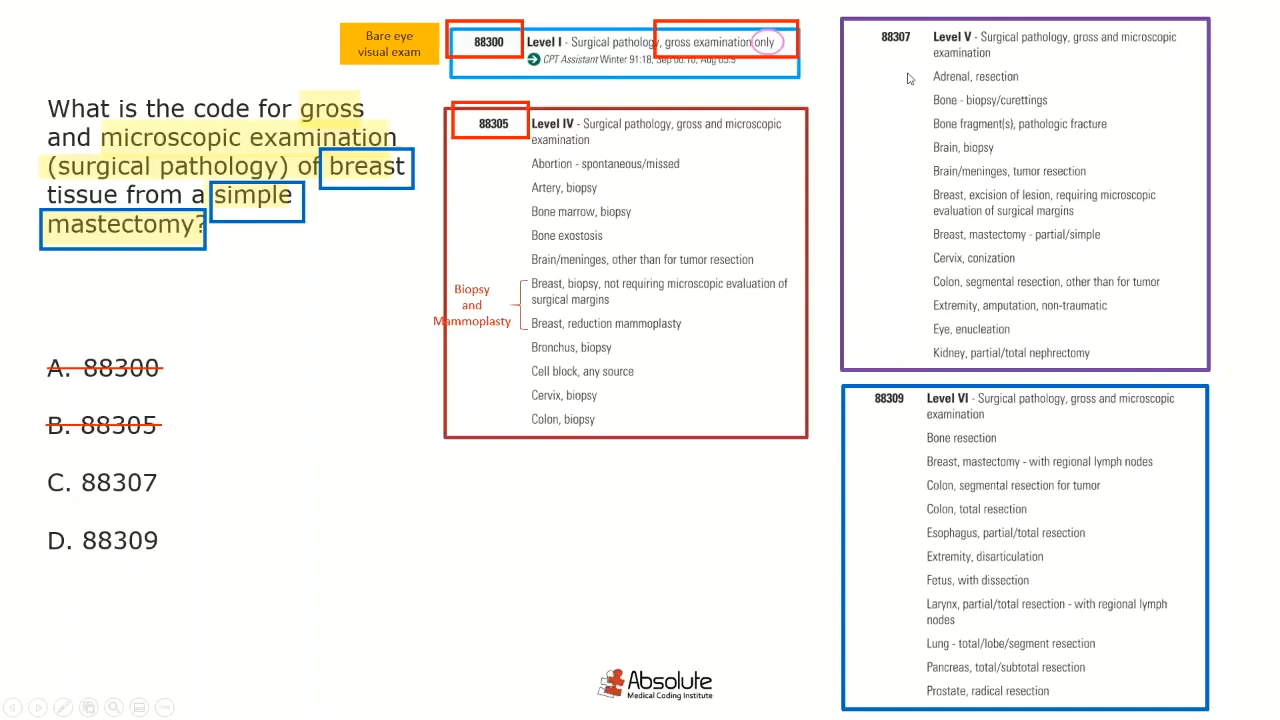 Bare eye
visual exam
88300 Level I - Surgical pathology, gross examination only
CPT Assistant Winter 91:18,
What is the code for gross
and microscopic examination
(surgical pathology) of breast
tissue from a simple
mastectomy?
A. 88300
B. 88305
C. 88307
D. 88309
88305 Level IV - Surgical pathology, gross and microscopic
examination
Abortion - spontaneous/missed
Artery, biopsy
Bone marrow, biopsy
Bone exostosis
Brain/meninges, other than for tumor resection
Biopsy
and
Mammoplasty
Breast, biopsy, not requiring microscopic evaluation of
surgical margins
Breast, reduction mammoplasty
Bronchus, biopsy
Cell block, any source
Cervix, biopsy
Colon, biopsy
88307 Level V - Surgical pathology, gross and microscopic
examination
Adrenal, resection
Bone - biopsy/curettings
Bone fragment(s), pathologic fracture
Brain, biopsy
Brain/meninges, tumor resection
Breast, excision of lesion, requiring microscopic
evaluation of surgical margins
Breast, mastectomy - partial/simple
Cervix, conization
Colon, segmental resection, other than for tumor
Extremity, amputation, non-traumatic
Eye, enucleation
Kidney, partial/total nephrectomy
88309 Level VI - Surgical pathology, gross and microscopic
examination
Bone resection
Breast, mastectomy - with regional lymph nodes
Colon, segmental resection for tumor
Colon, total resection
Esophagus, partial/total resection
Extremity, disarticulation
Fetus, with dissection
Larynx, partial/total resection - with regional lymph
nodes
Lung - total/lobe/segment resection
Pancreas, total/subtotal resection
Prostate, radical resection
Absolute
Medical Coding Institute